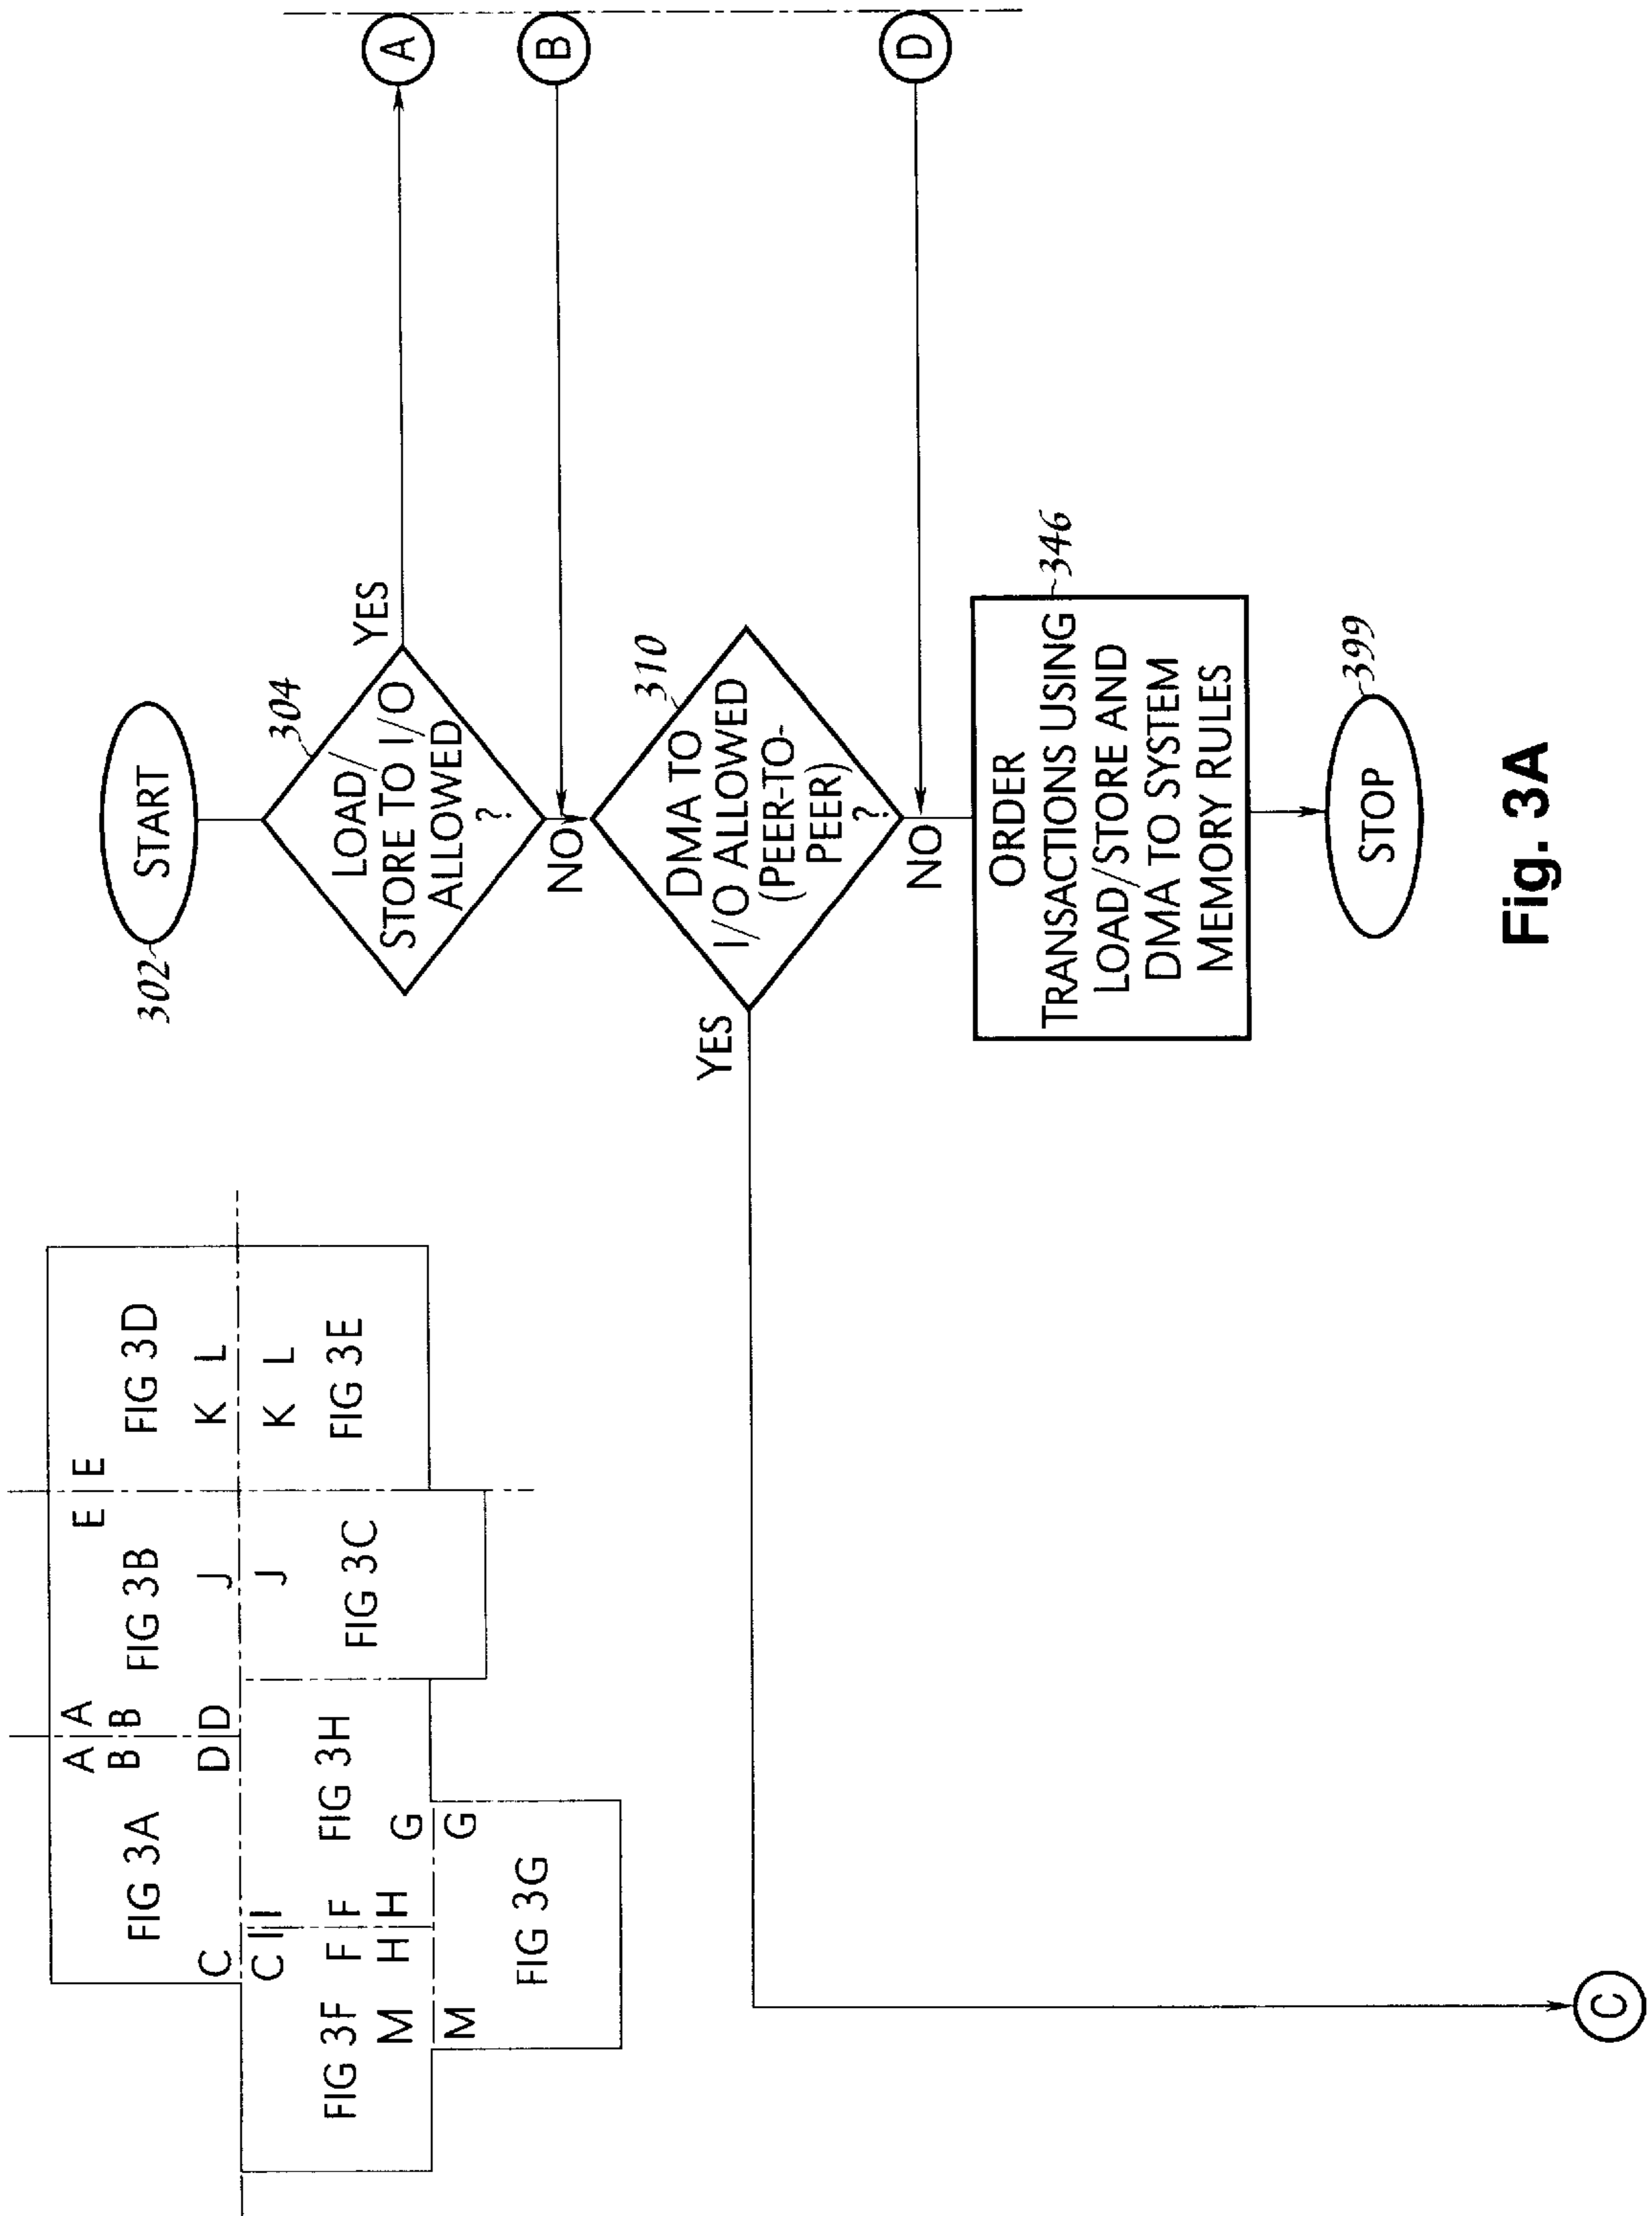 FIG 3A
A A
B B
FIG 3B
E E
FIG 3D
C
D D
J
K L
C I I
J
K L
FIG 3F
F F
FIG 3H
FIG 3C
FIG 3E
M
H H
G
M
G
FIG 3G
302
START
304
LOAD/
STORE TO I/O
ALLOWED
?
YES
A
NO
B
310
DMA TO
I/O ALLOWED
(PEER-TO-
PEER)
?
YES
NO
D
ORDER
TRANSACTIONS USING
LOAD/STORE AND
DMA TO SYSTEM
MEMORY RULES
346
STOP
399
C
Fig. 3A